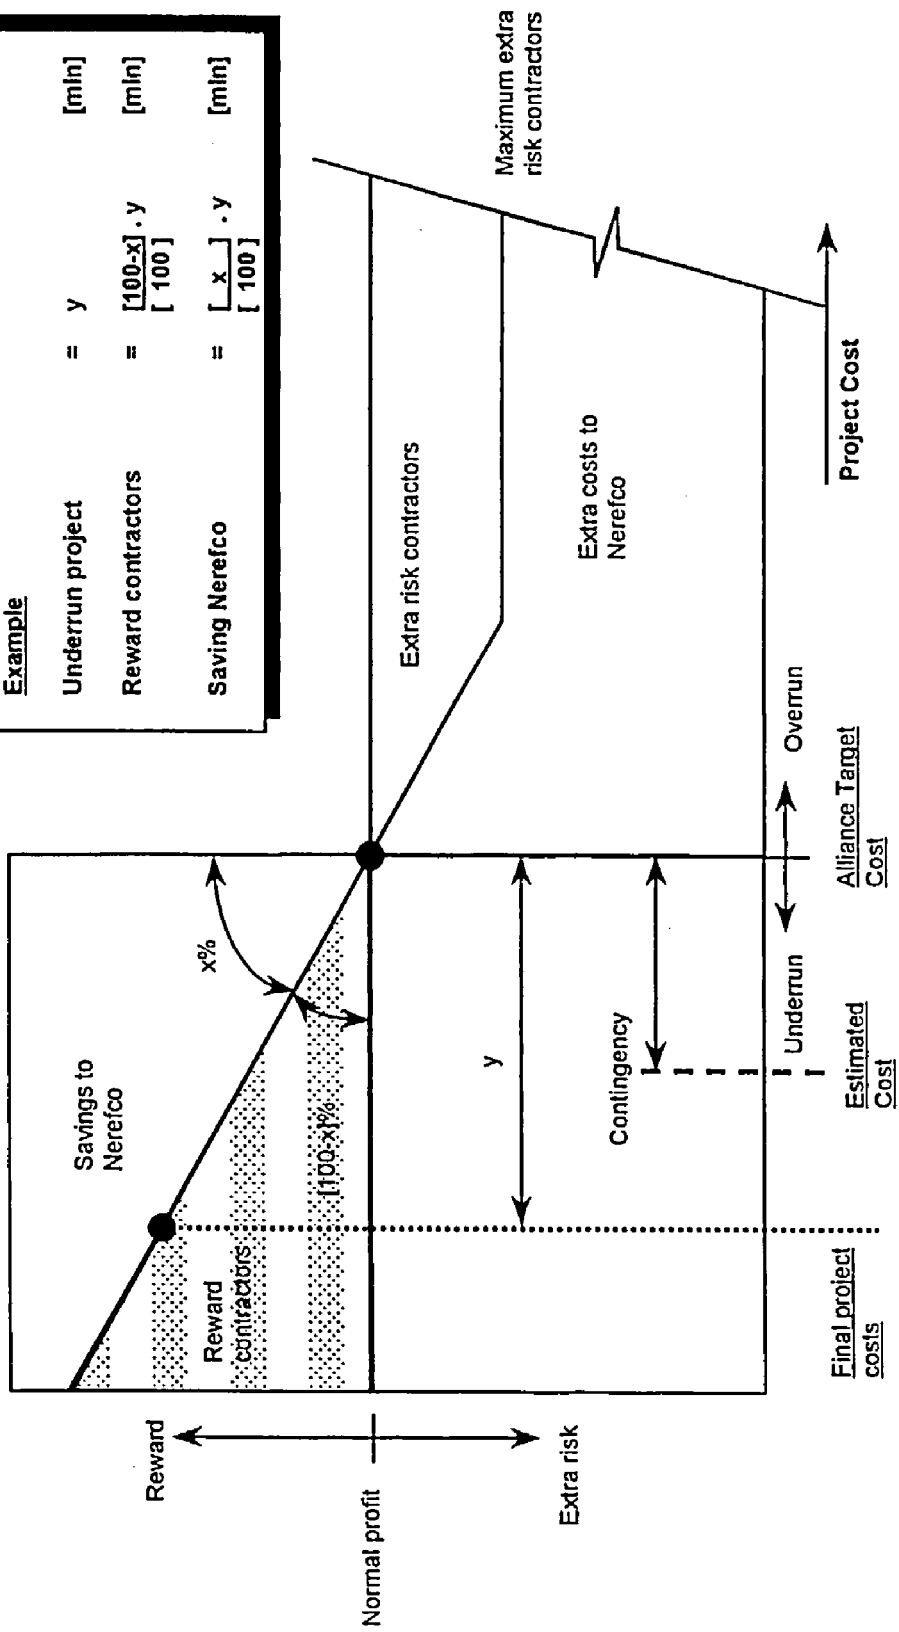 Example
Underrun project = y [mln]
Reward contractors = [100-x] . y [mln]
[ 100 ]
Saving Nerefco = [ x ] . y [mln]
[ 100 ]
Reward
Normal profit
Extra risk
Savings to
Nerefco
x%
Reward
contractors
[100-x]%
y
Contingency
Extra risk contractors
Maximum extra
risk contractors
Extra costs to
Nerefco
Underrun
Overrun
Final project
costs
Estimated
Cost
Alliance Target
Cost
Project Cost